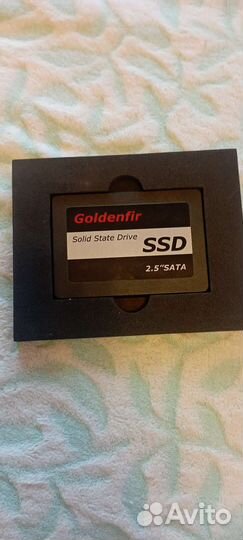 Goldenfir
Solid State Drive
SSD
2.5"SATA
Avito